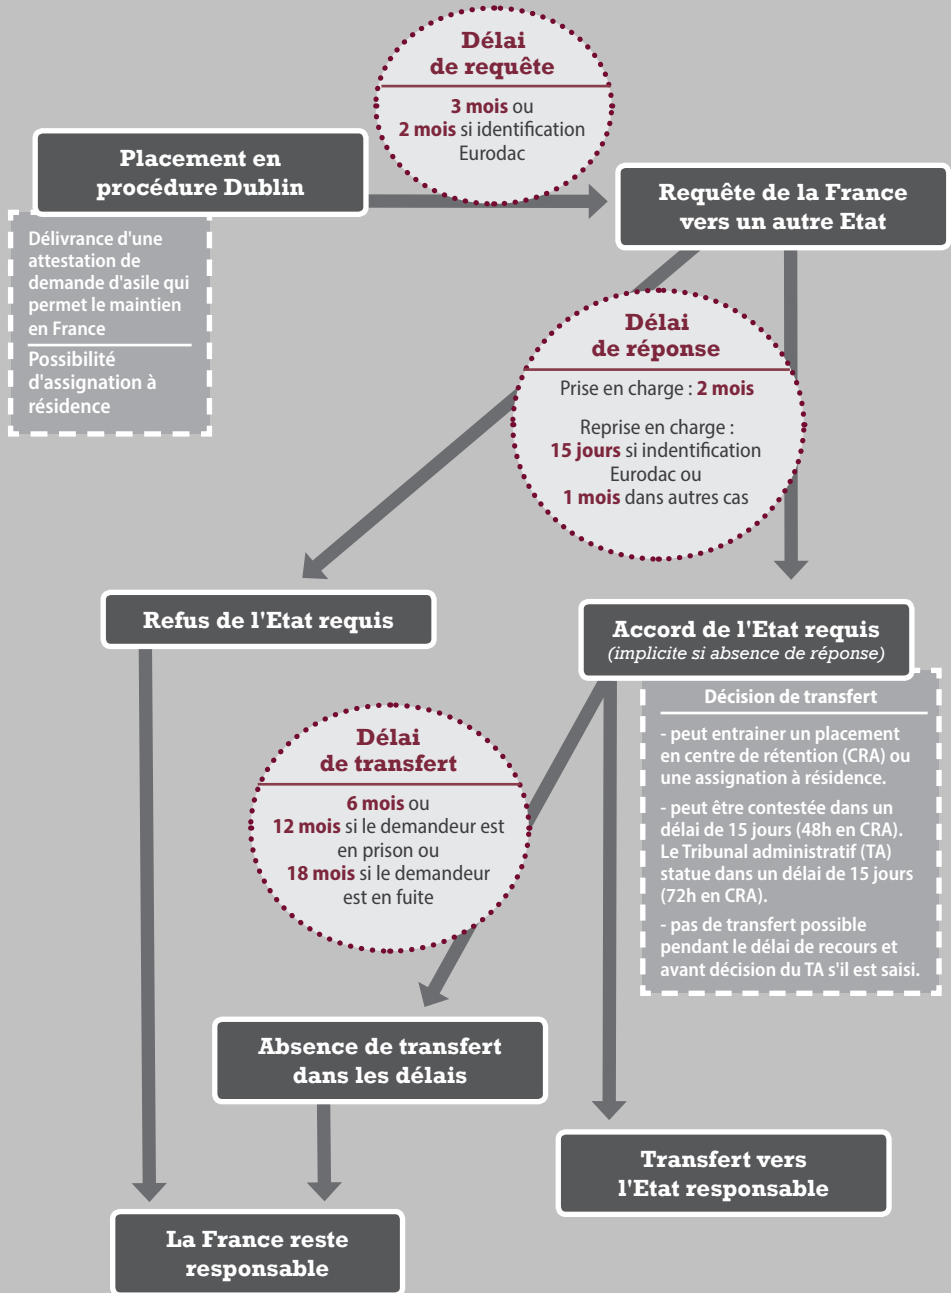 Délai
de requête
3 mois ou
2 mois si identification
Eurodac
Placement en
procédure Dublin
Requête de la France
vers un autre Etat
Délivrance d'une
attestation de
demande d'asile qui
permet le maintien
en France
Possibilité
d'assignation à
résidence
Délai
de réponse
Prise en charge : 2 mois
Reprise en charge :
15 jours si indentification
Eurodac ou
1 mois dans autres cas
Refus de l'Etat requis
Accord de l'Etat requis
(implicite si absence de réponse)
Décision de transfert
- peut entrainer un placement
en centre de rétention (CRA) ou
une assignation à résidence.
- peut être contestée dans un
délai de 15 jours (48h en CRA).
Le Tribunal administratif (TA)
statue dans un délai de 15 jours
(72h en CRA).
- pas de transfert possible
pendant le délai de recours et
avant décision du TA s'il est saisi.
Délai
de transfert
6 mois ou
12 mois si le demandeur est
en prison ou
18 mois si le demandeur
est en fuite
Absence de transfert
dans les délais
Transfert vers
l'Etat responsable
La France reste
responsable